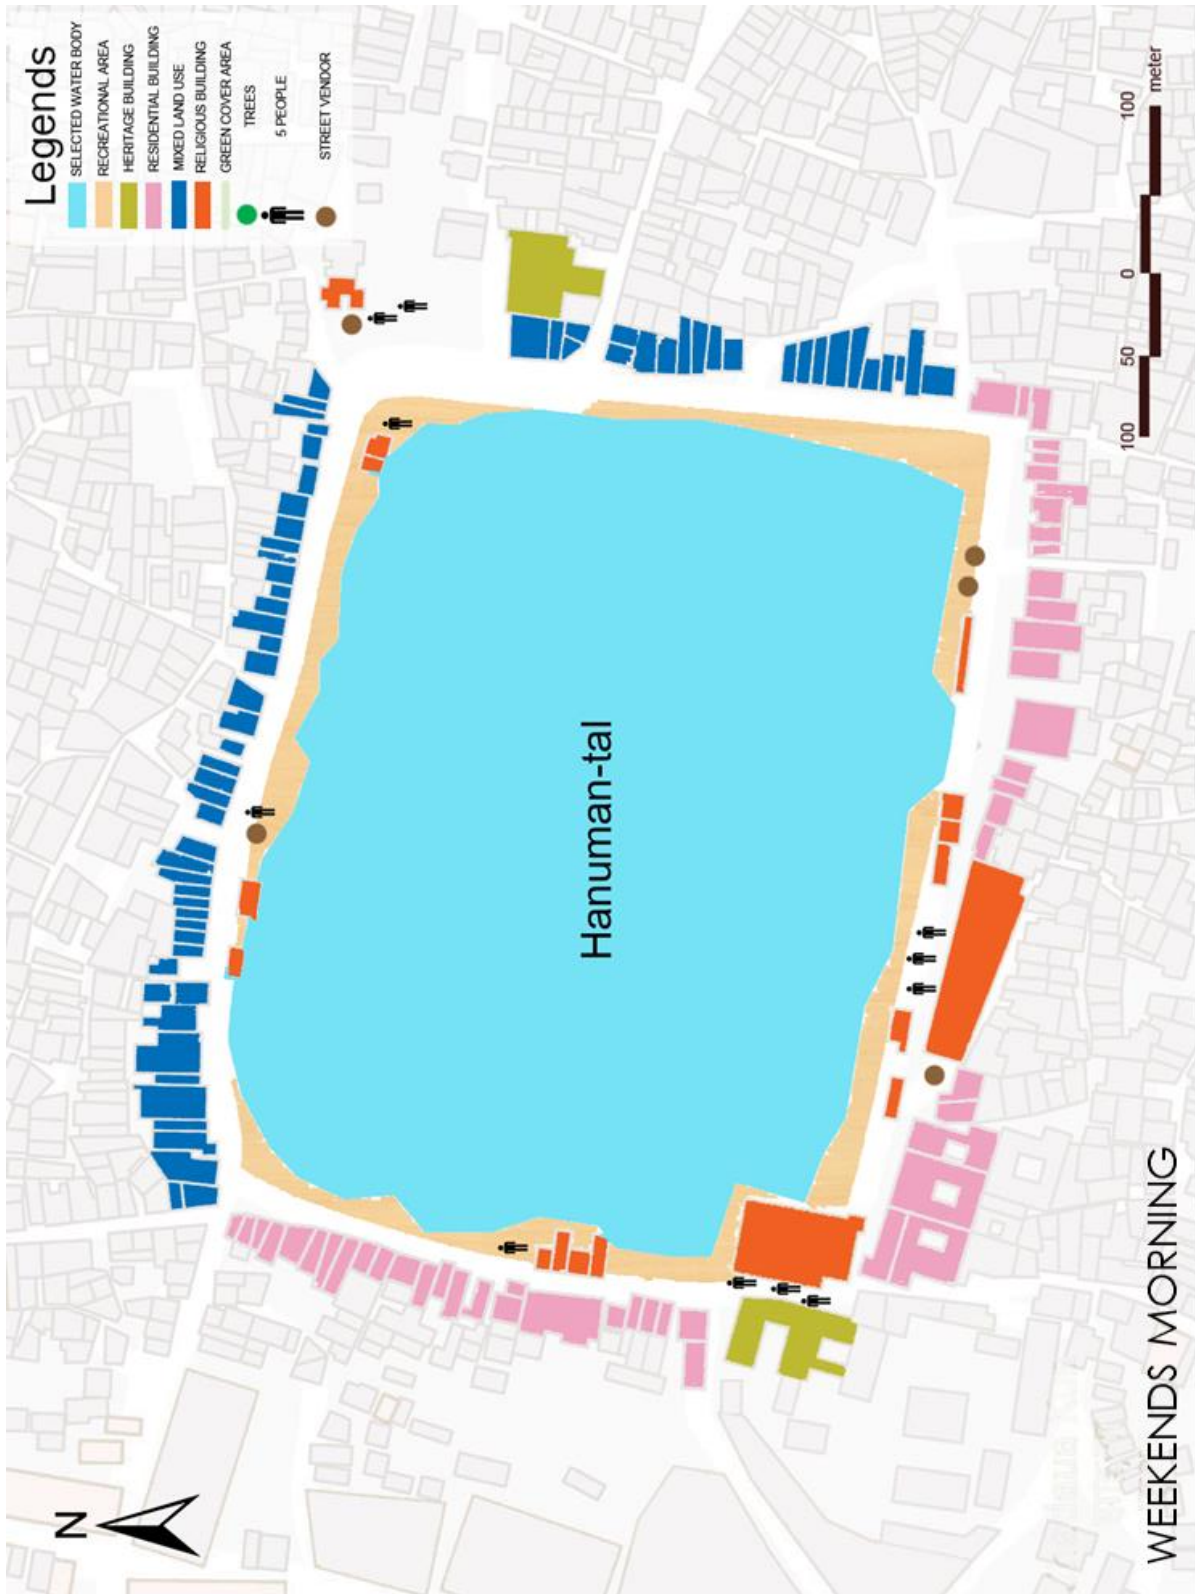 Legends
SELECTED WATER BODY
RECREATIONAL AREA
HERITAGE BUILDING
RESIDENTIAL BUILDING
MIXED LAND USE
RELIGIOUS BUILDING
GREEN COVER AREA
TREES
5 PEOPLE
STREET VENDOR
N
Hanuman-tal
100 50 0 100
meter
WEEKENDS MORNING